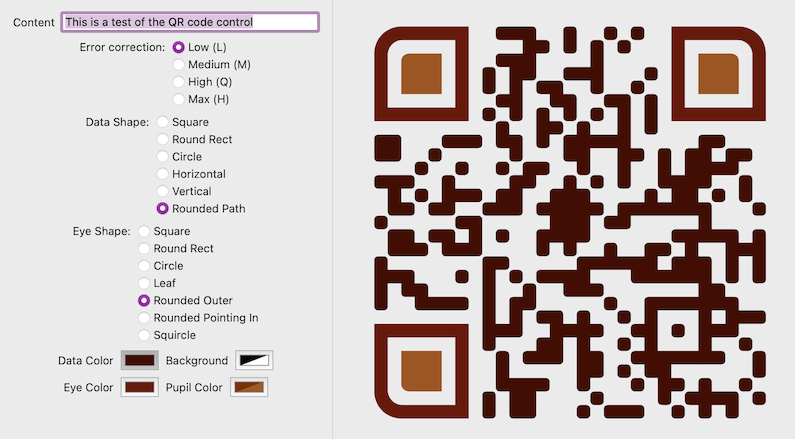 Content This is a test of the QR code control
Error correction: Low (L)
Medium (M)
High (Q)
Max (H)
Data Shape: Square
Round Rect
Circle
Horizontal
Vertical
Rounded Path
Eye Shape: Square
Round Rect
Circle
Leaf
Rounded Outer
Rounded Pointing In
Squircle
Data Color Background
Eye Color Pupil Color